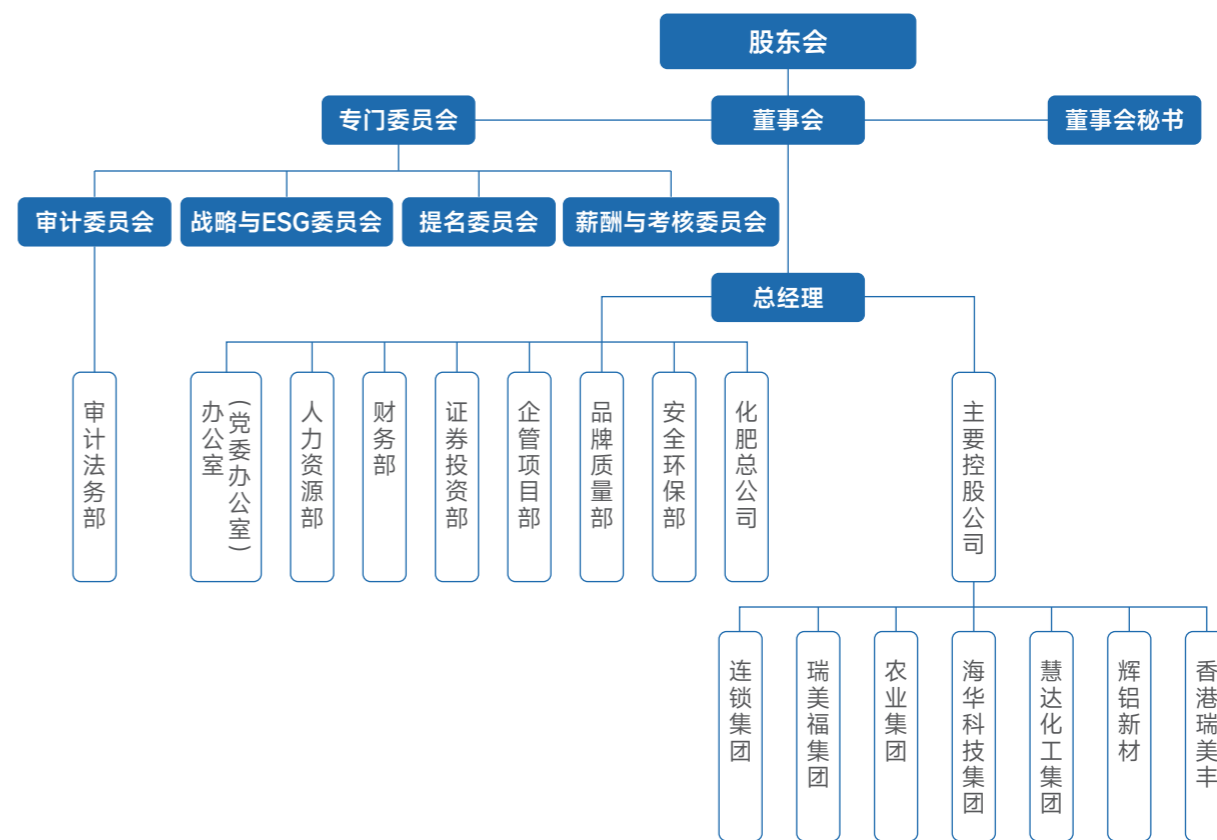 股东会
专门委员会
董事会
董事会秘书
审计委员会
战略与ESG委员会
提名委员会
薪酬与考核委员会
总经理
审计法务部
办公室
(党委办公室)
人力资源部
财务部
证券投资部
企管项目部
品牌质量部
安全环保部
化肥总公司
主要控股公司
连锁集团
瑞美福集团
农业集团
海华科技集团
慧达化工集团
辉铝新材
香港瑞美丰